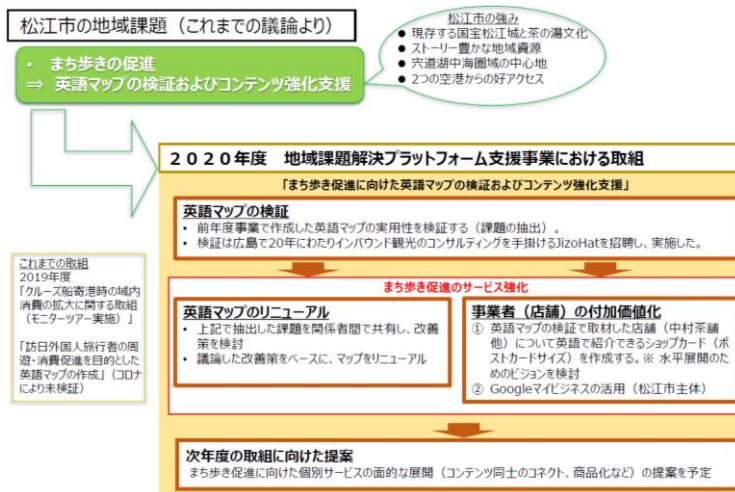 松江市の地域課題(これまでの議論より)
・ まち歩きの促進
⇒ 英語マップの検証およびコンテンツ強化支援
松江市の強み
● 現存する国宝松江城と茶の湯文化
● ストーリー豊かな地域資源
● 宍道湖中海圏域の中心地
● 2つの空港からの好アクセス
2020年度 地域課題解決プラットフォーム支援事業における取組
「まち歩き促進に向けた英語マップの検証およびコンテンツ強化支援」
英語マップの検証
・ 前年度事業で作成した英語マップの実用性を検証する(課題の抽出)。
・ 検証は広島で20年にわたりインバウンド観光のコンサルティングを手掛けるJizoHatを招聘し、実施した。
これまでの取組
2019年度
「クルーズ船寄港時の域内
消費の拡大に関する取組
(モニターツアー実施)」
「訪日外国人旅行者の周
遊・消費促進を目的とした
英語マップの作成」(コロナ
により未検証)
まち歩き促進のサービス強化
英語マップのリニューアル
・ 上記で抽出した課題を関係者間で共有し、改善
策を検討
・ 議論した改善策をベースに、マップをリニューアル
事業者(店舗)の付加価値化
① 英語マップの検証で取材した店舗(中村茶舗
他)について英語で紹介できるショップカード(ポ
ストカードサイズ)を作成する。※ 水平展開のた
めのビジョンを検討
② Googleマイビジネスの活用(松江市主体)
次年度の取組に向けた提案
まち歩き促進に向けた個別サービスの面的な展開(コンテンツ同士のコネクト、商品化など)の提案を予定